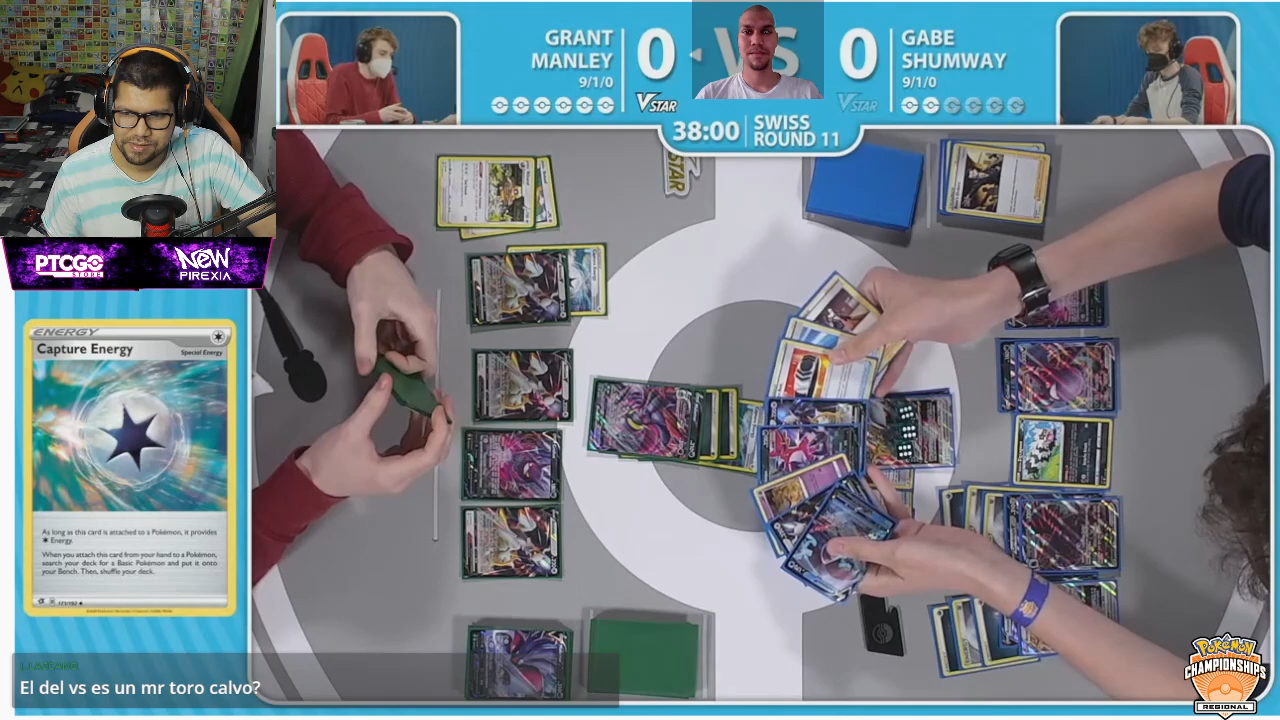 GRANT
MANLEY
9/1/0
0
VSTAR
VS
0
VSTAR
GABE
SHUMWAY
9/1/0
38:00
SWISS
ROUND 11
PTCGO
STORE
NEW
PIREXIA
ENERGY
Capture Energy
Special Energy
As long as this card is attached to a Pokémon, it provides
Energy.
When you attach this card from your hand to a Pokémon,
search your deck for a Basic Pokémon and put it onto
your Bench. Then, shuffle your deck.
171/192
STAR
El del vs es un mr toro calvo?
Pokémon
CHAMPIONSHIPS
REGIONAL